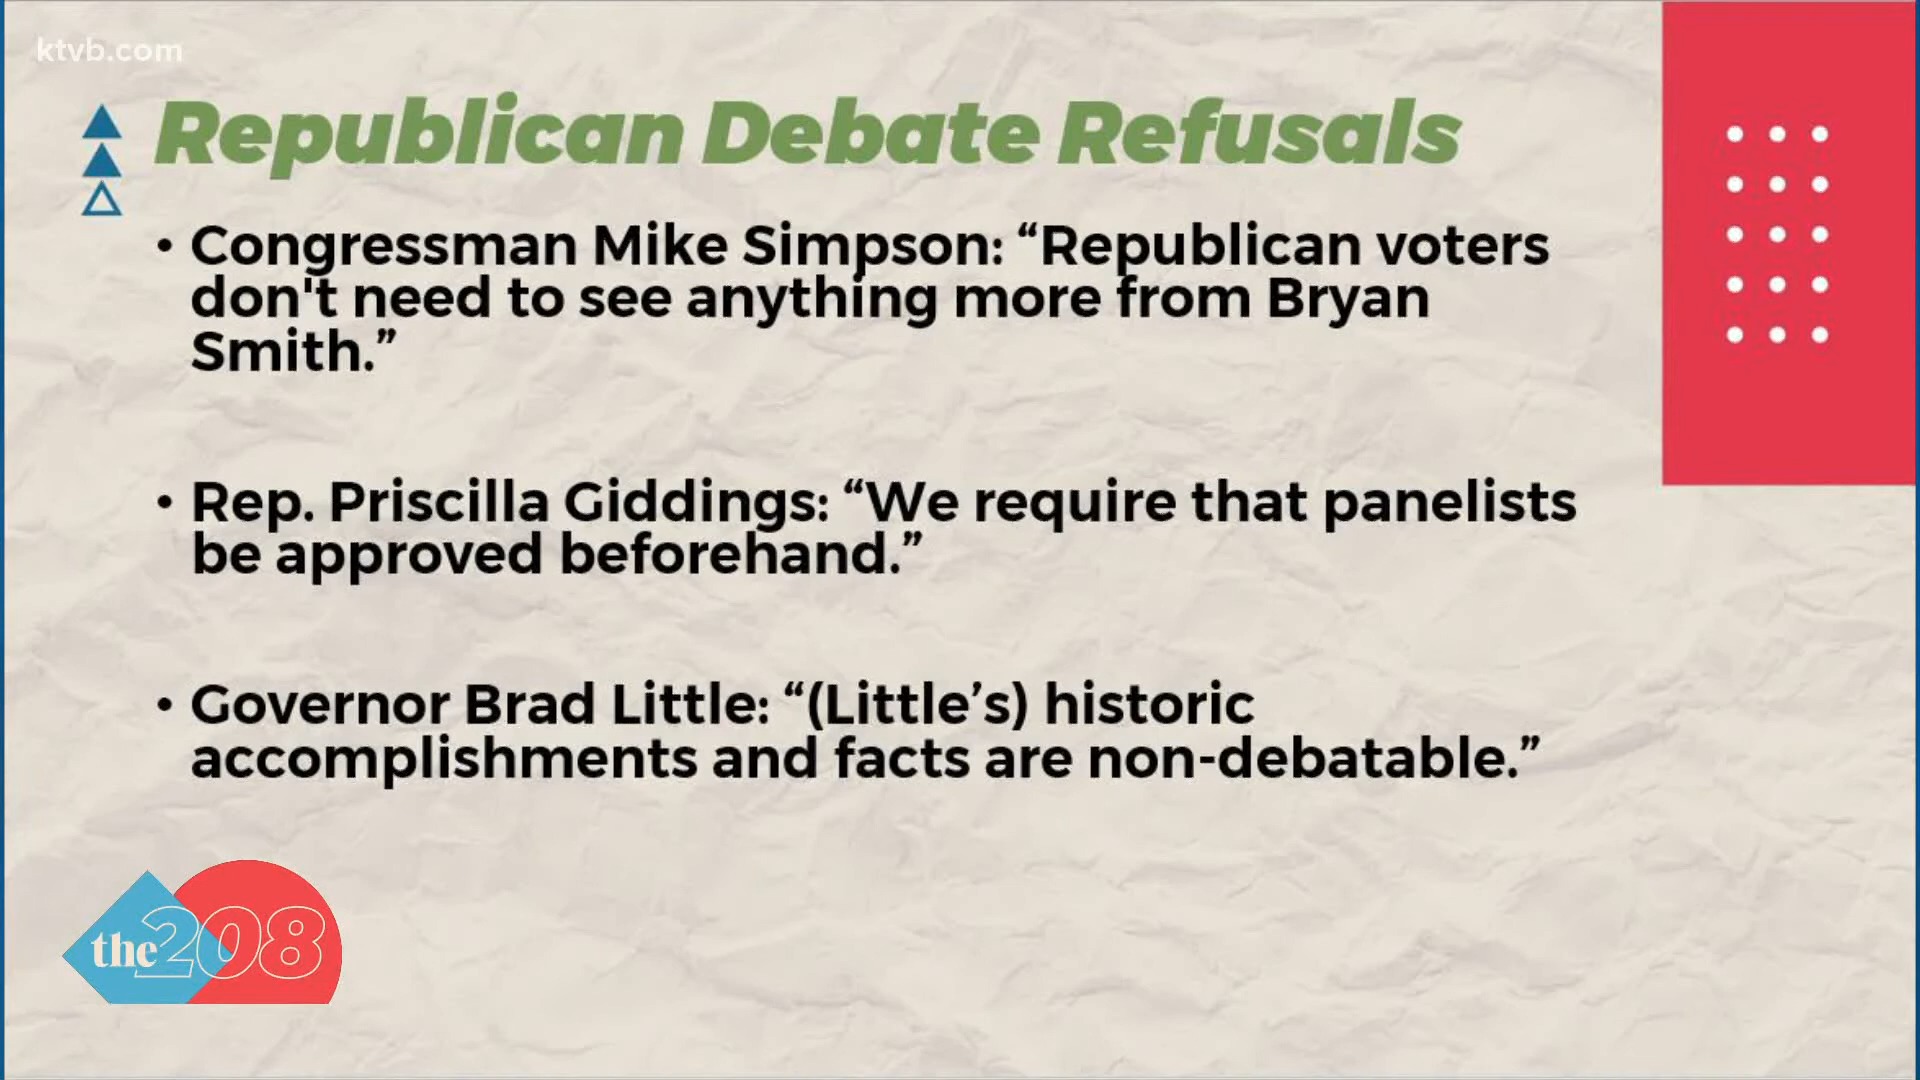 ktvb.com
Republican Debate Refusals
• Congressman Mike Simpson: “Republican voters
don't need to see anything more from Bryan
Smith.”
• Rep. Priscilla Giddings: “We require that panelists
be approved beforehand.”
• Governor Brad Little: “(Little’s) historic
accomplishments and facts are non-debatable.”
the 208